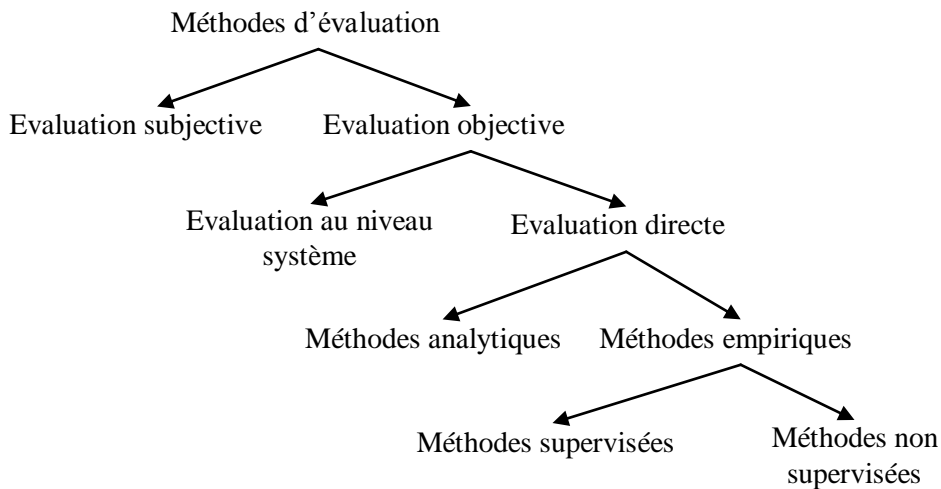 Méthodes d’évaluation
Evaluation subjective
Evaluation objective
Evaluation au niveau
système
Evaluation directe
Méthodes analytiques
Méthodes empiriques
Méthodes supervisées
Méthodes non
supervisées